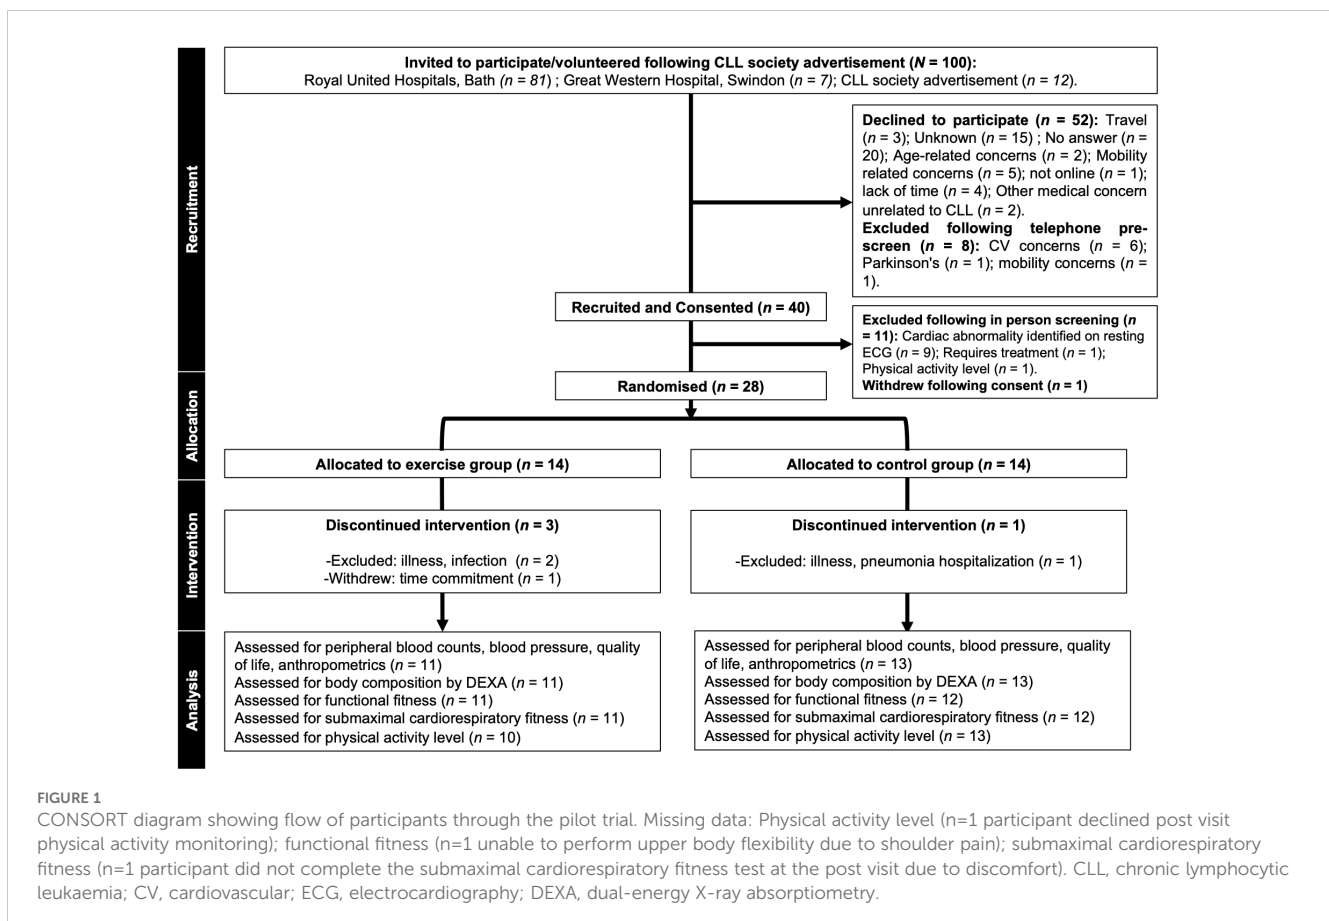 Recruitment
Invited to participate/volunteered following CLL society advertisement (N = 100):
Royal United Hospitals, Bath (n = 81) ; Great Western Hospital, Swindon (n = 7); CLL society advertisement (n = 12).
Declined to participate (n = 52): Travel
(n = 3); Unknown (n = 15) ; No answer (n =
20); Age-related concerns (n = 2); Mobility
related concerns (n = 5); not online (n = 1);
lack of time (n = 4); Other medical concern
unrelated to CLL (n = 2).
Excluded following telephone pre-
screen (n = 8): CV concerns (n = 6);
Parkinson's (n = 1); mobility concerns (n =
1).
Recruited and Consented (n = 40)
Excluded following in person screening (n
= 11): Cardiac abnormality identified on resting
ECG (n = 9); Requires treatment (n = 1);
Physical activity level (n = 1).
Withdrew following consent (n = 1)
Allocation
Randomised (n = 28)
Allocated to exercise group (n = 14)
Allocated to control group (n = 14)
Intervention
Discontinued intervention (n = 3)
-Excluded: illness, infection (n = 2)
-Withdrew: time commitment (n = 1)
Discontinued intervention (n = 1)
-Excluded: illness, pneumonia hospitalization (n = 1)
Analysis
Assessed for peripheral blood counts, blood pressure, quality
of life, anthropometrics (n = 11)
Assessed for body composition by DEXA (n = 11)
Assessed for functional fitness (n = 11)
Assessed for submaximal cardiorespiratory fitness (n = 11)
Assessed for physical activity level (n = 10)
Assessed for peripheral blood counts, blood pressure, quality
of life, anthropometrics (n = 13)
Assessed for body composition by DEXA (n = 13)
Assessed for functional fitness (n = 12)
Assessed for submaximal cardiorespiratory fitness (n = 12)
Assessed for physical activity level (n = 13)
FIGURE 1
CONSORT diagram showing flow of participants through the pilot trial. Missing data: Physical activity level (n=1 participant declined post visit
physical activity monitoring); functional fitness (n=1 unable to perform upper body flexibility due to shoulder pain); submaximal cardiorespiratory
fitness (n=1 participant did not complete the submaximal cardiorespiratory fitness test at the post visit due to discomfort). CLL, chronic lymphocytic
leukaemia; CV, cardiovascular; ECG, electrocardiography; DEXA, dual-energy X-ray absorptiometry.